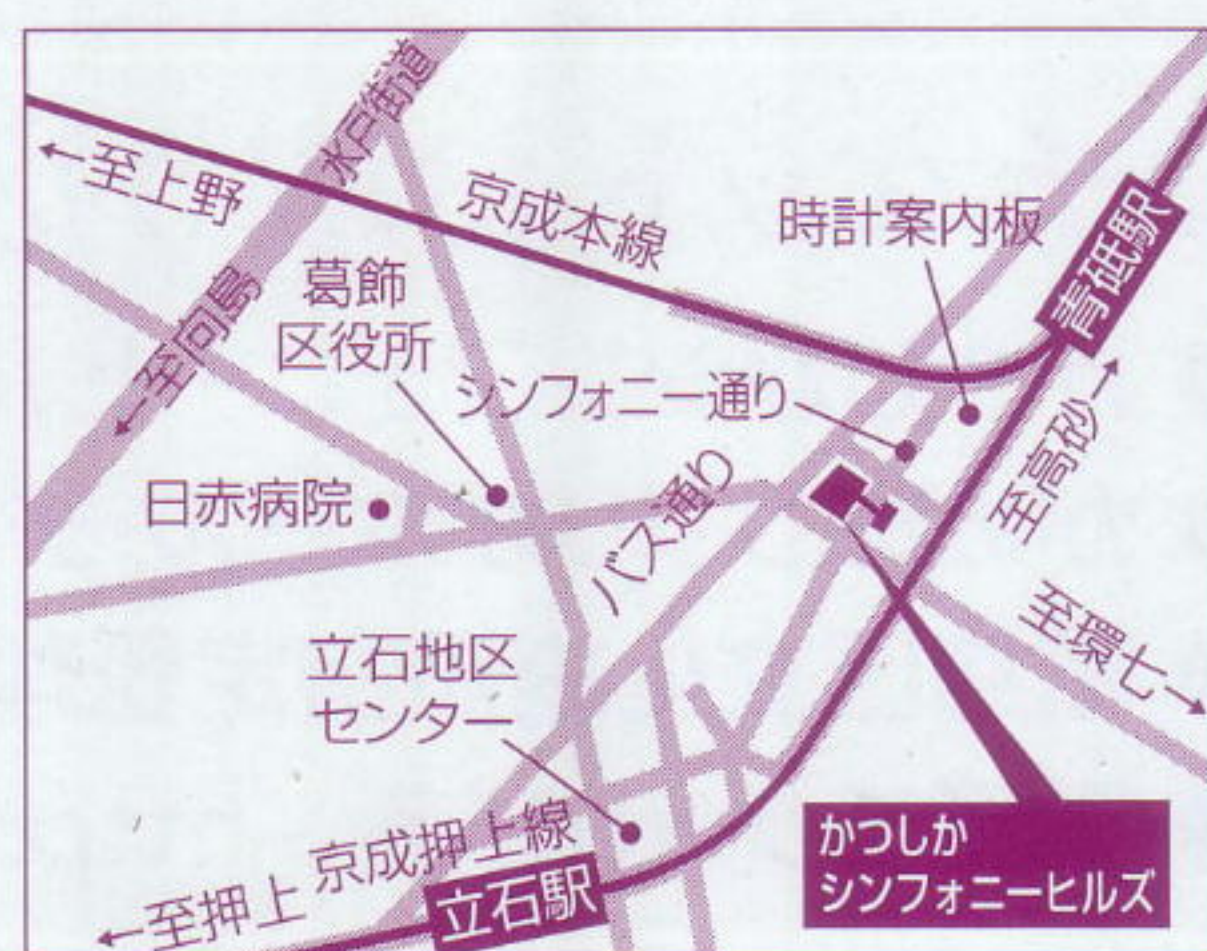 水戸街道
←至上野
京成本線
時計案内板
青砥駅
葛飾
区役所
←至向島
シンフォニー通り
至高砂→
日赤病院
バス通り
至環七→
立石地区
センター
かつしか
シンフォニーヒルズ
京成押上線
←至押上
立石駅